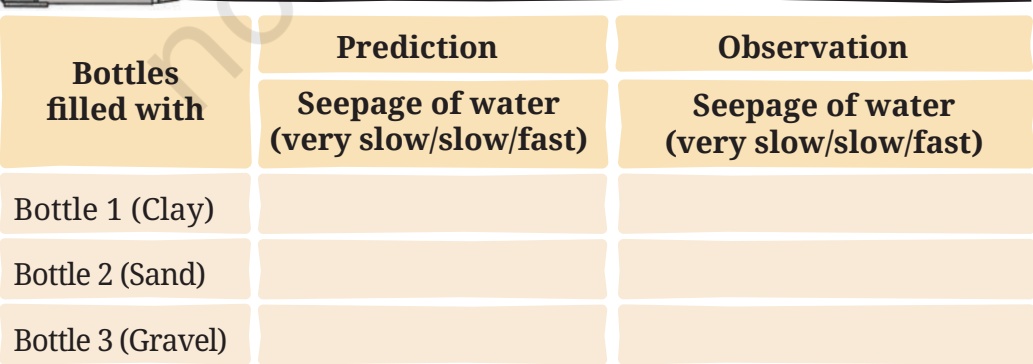 Bottles
filled with
Prediction
Observation
Seepage of water
(very slow/slow/fast)
Seepage of water
(very slow/slow/fast)
Bottle 1 (Clay)
Bottle 2 (Sand)
Bottle 3 (Gravel)